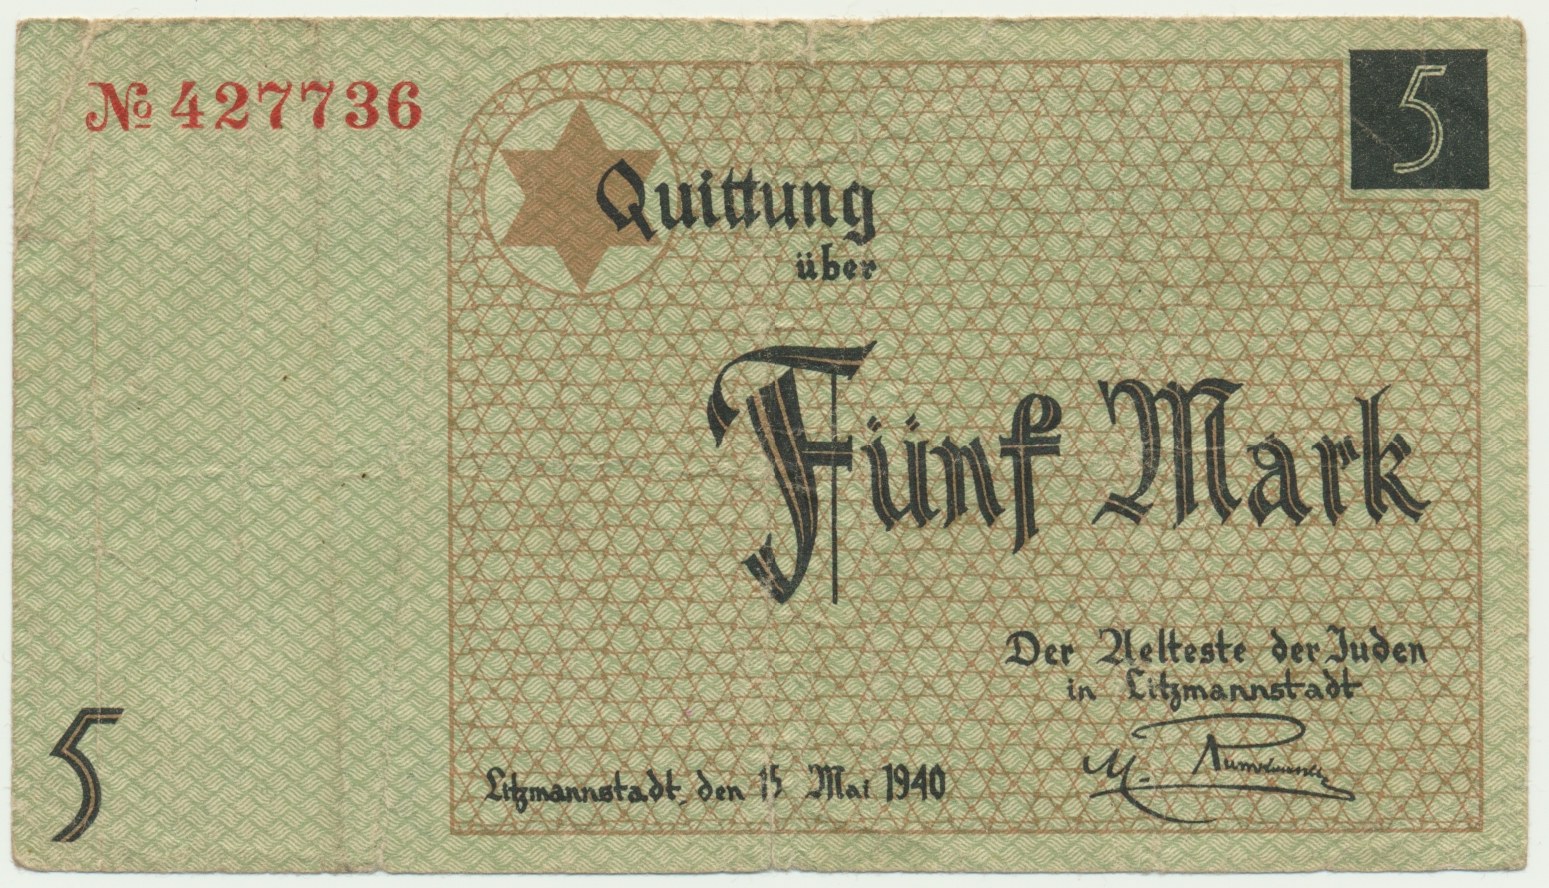 № 427736
5
Quittung
über
Fünf Mark
Der Aelteste der Juden
in Litzmannstadt
5
Litzmannstadt, den 15 Mai 1940
M. Rumkowski